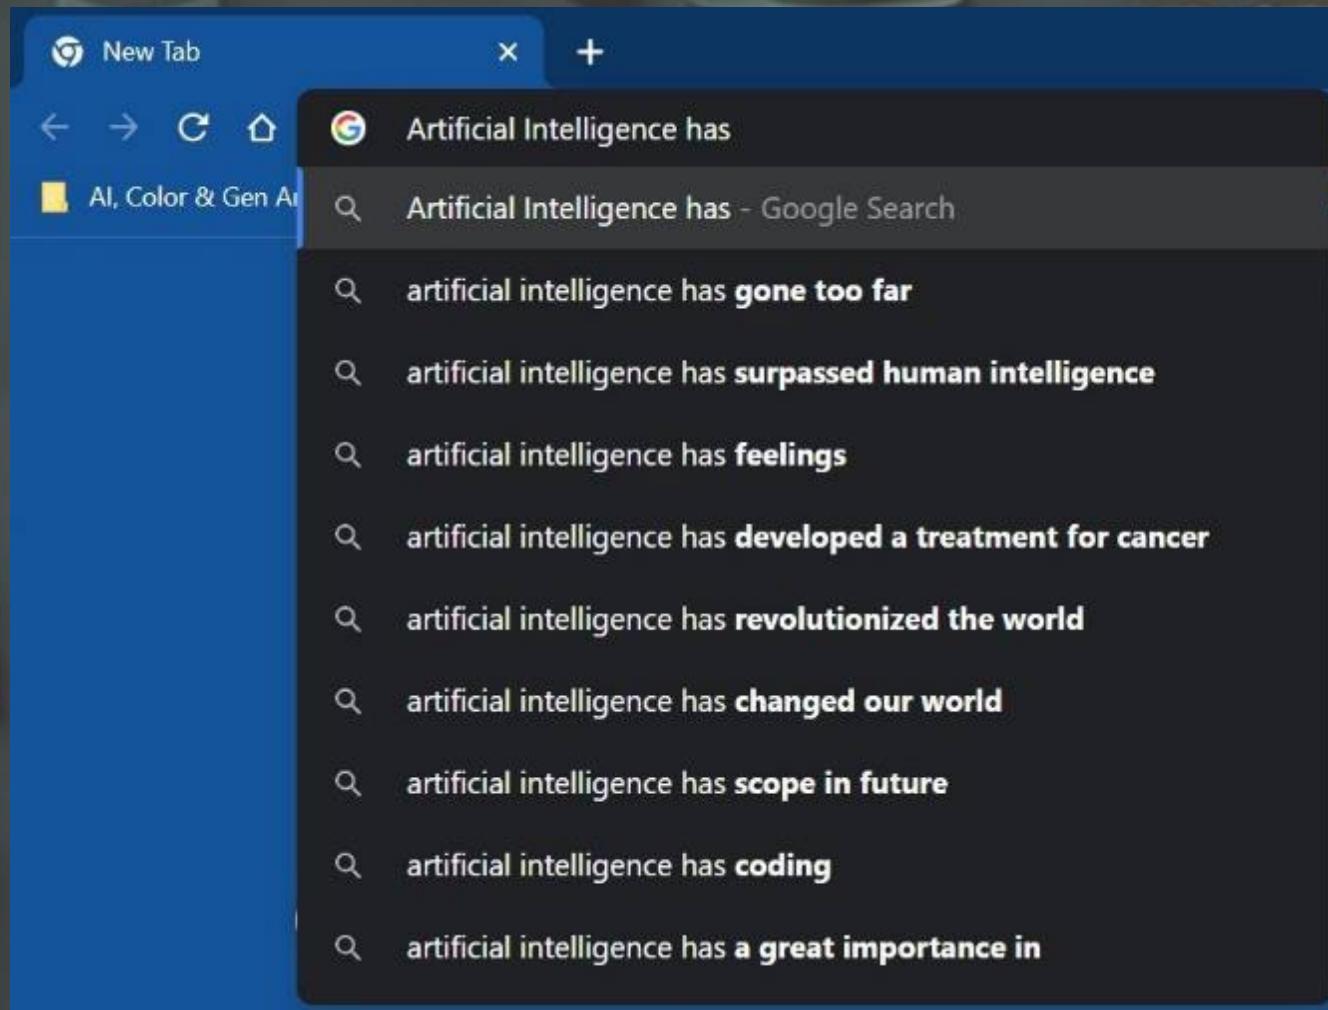 New Tab
Artificial Intelligence has
AI, Color & Gen
Artificial Intelligence has - Google Search
artificial intelligence has gone too far
artificial intelligence has surpassed human intelligence
artificial intelligence has feelings
artificial intelligence has developed a treatment for cancer
artificial intelligence has revolutionized the world
artificial intelligence has changed our world
artificial intelligence has scope in future
artificial intelligence has coding
artificial intelligence has a great importance in